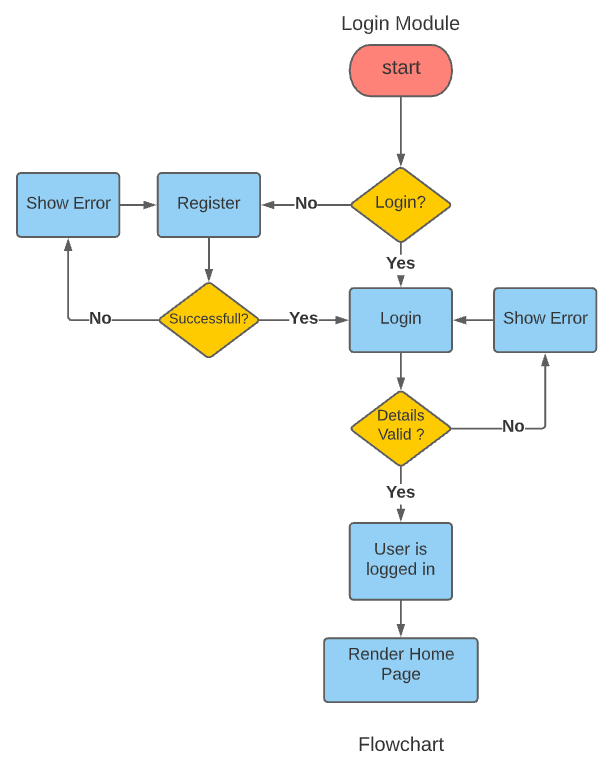 Login Module
start
Login?
No
Register
Show Error
Yes
Successfull?
No
Yes
Login
Show Error
Details
Valid ?
No
Yes
User is
logged in
Render Home
Page
Flowchart